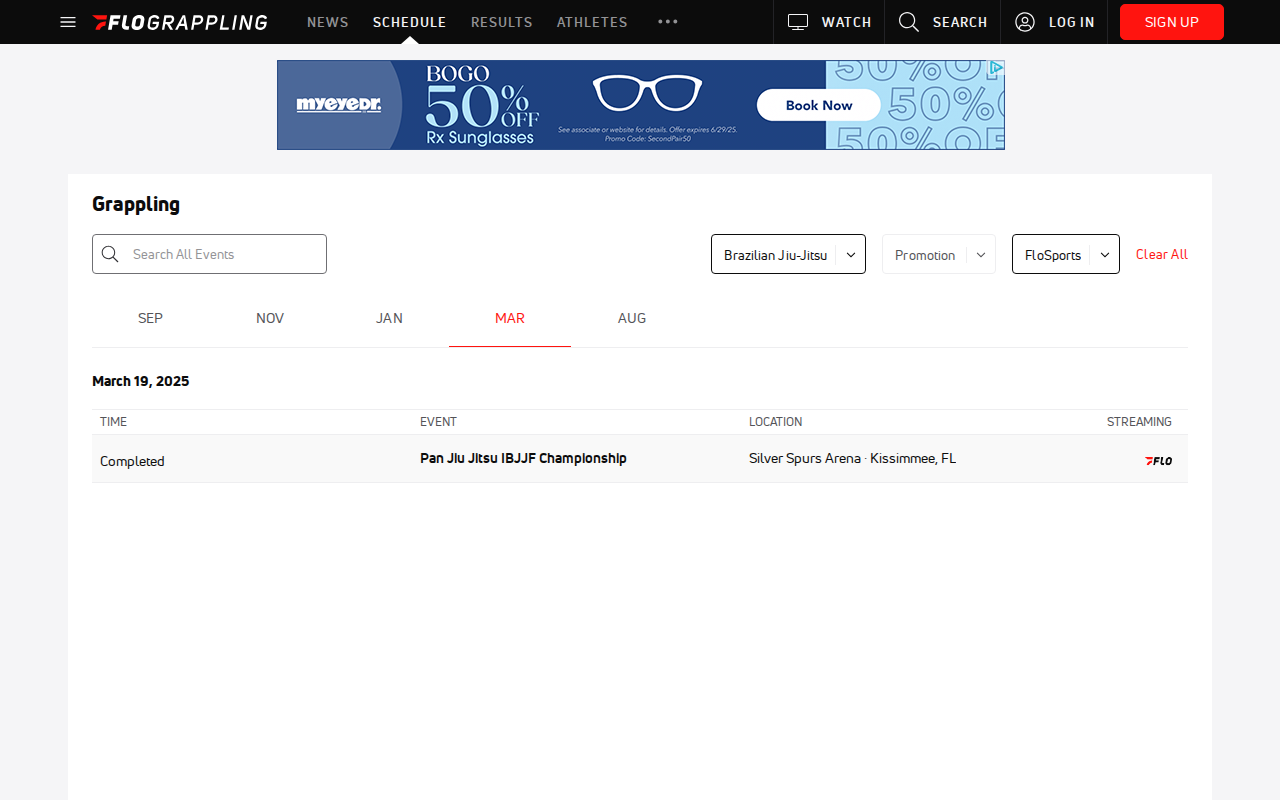 FLOGRAPPLING NEWS SCHEDULE RESULTS ATHLETES ••• WATCH SEARCH LOG IN SIGN UP
myeyedr.
BOGO
50% OFF
Rx Sunglasses
See associate or website for details. Offer expires 6/29/25.
Promo Code: SecondPair50
Book Now
50%OFF
50%OFF
50%OFF
Grappling
Search All Events
Brazilian Jiu-Jitsu
Promotion
FloSports
Clear All
SEP NOV JAN MAR AUG
March 19, 2025
TIME EVENT LOCATION STREAMING
Completed Pan Jiu Jitsu IBJJF Championship Silver Spurs Arena · Kissimmee, FL FLO